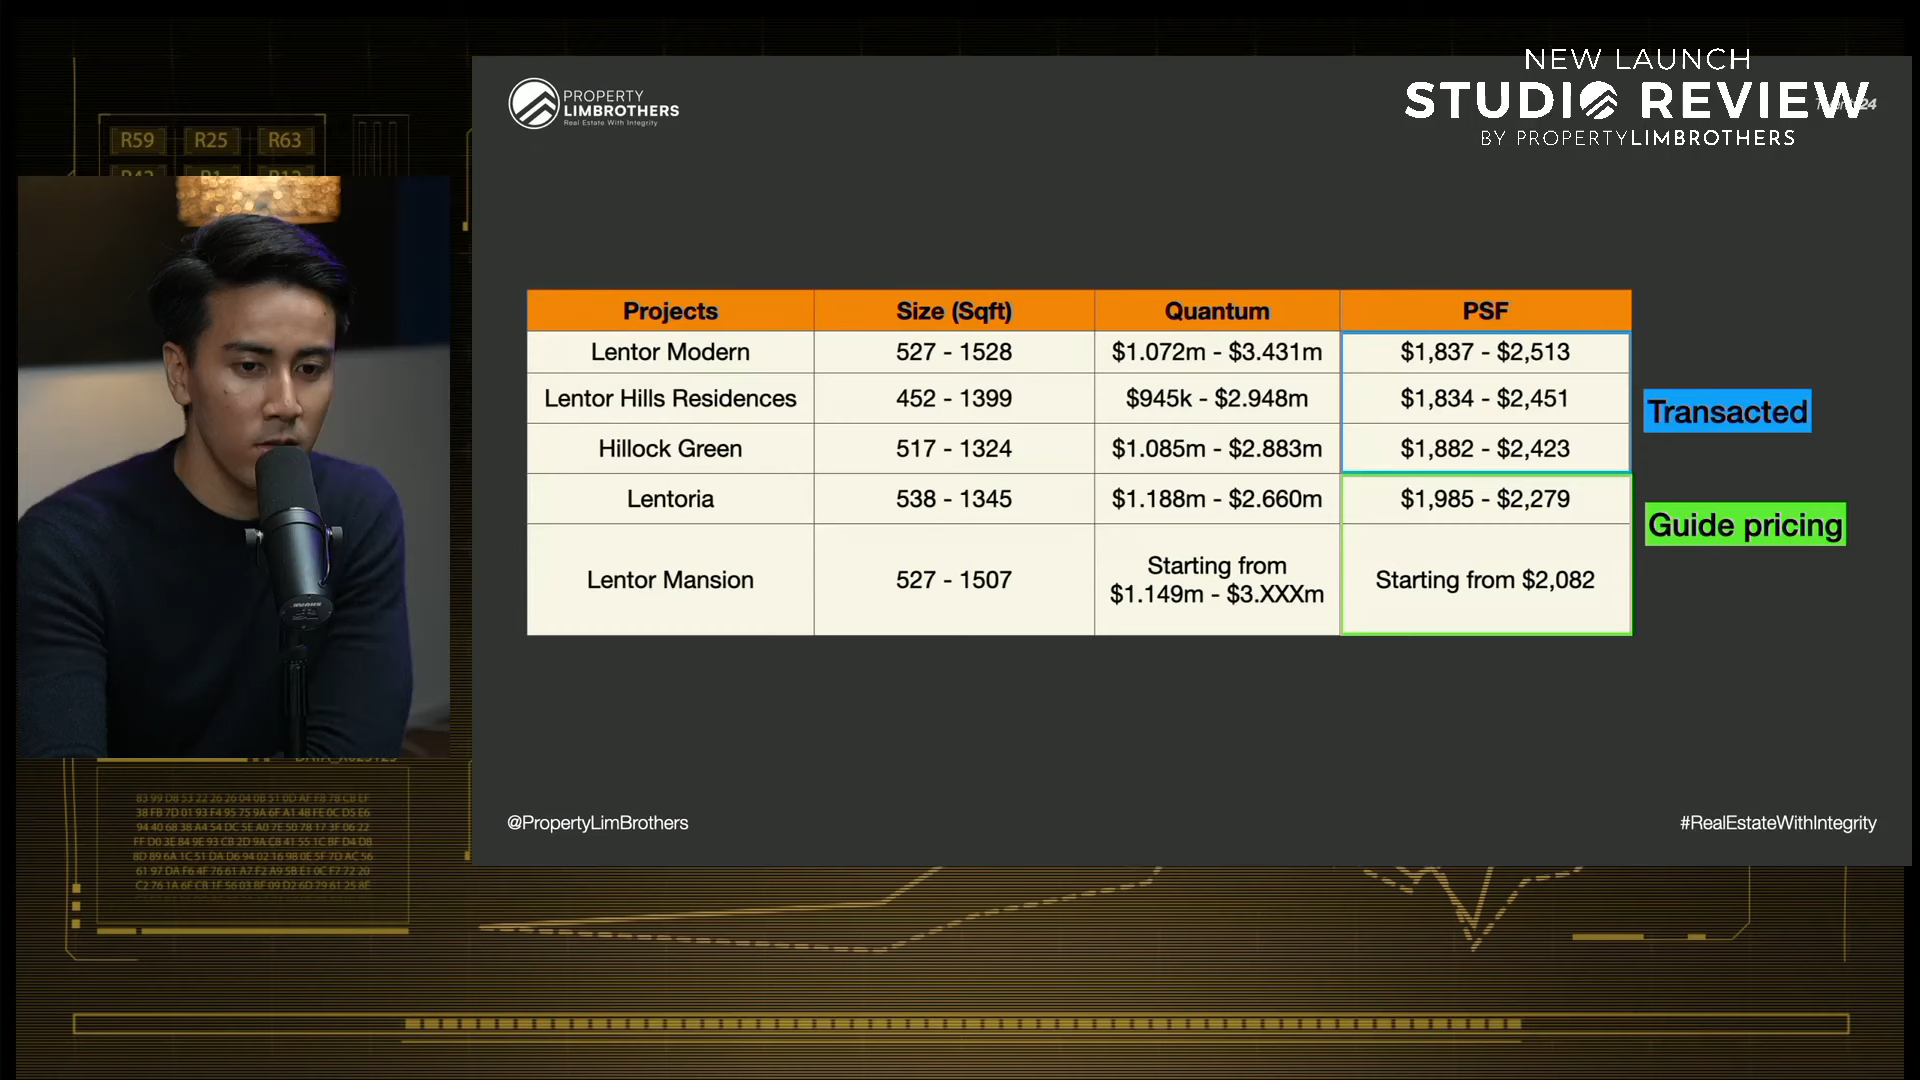 NEW LAUNCH
STUDIO REVIEW
BY PROPERTYLIMBROTHERS
PROPERTY
LIMBROTHERS
Real Estate With Integrity
R59 R25 R63
Projects Size (Sqft) Quantum PSF
Lentor Modern 527 - 1528 $1.072m - $3.431m $1,837 - $2,513
Lentor Hills Residences 452 - 1399 $945k - $2.948m $1,834 - $2,451
Hillock Green 517 - 1324 $1.085m - $2.883m $1,882 - $2,423
Lentoria 538 - 1345 $1.188m - $2.660m $1,985 - $2,279
Lentor Mansion 527 - 1507 Starting from
$1.149m - $3.XXXm Starting from $2,082
Transacted
Guide pricing
@PropertyLimBrothers
#RealEstateWithIntegrity